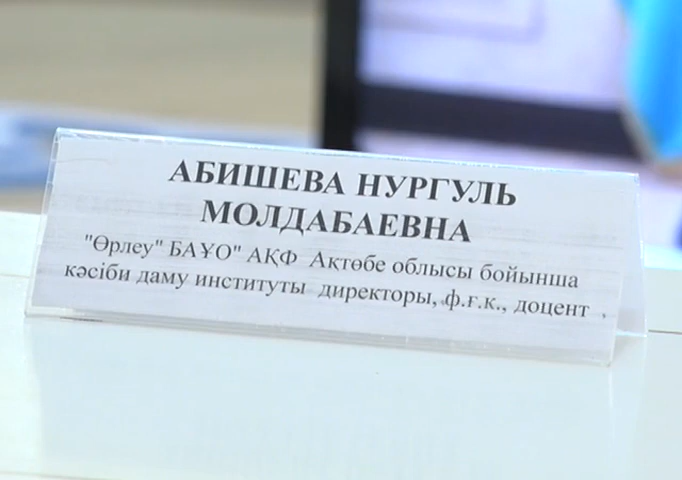 АБИШЕВА НУРГУЛЬ
МОЛДАБАЕВНА
"Өрлеу" БАҰО" АҚФ Ақтөбе облысы бойынша
кәсіби даму институты директоры, ф.ғ.к., доцент